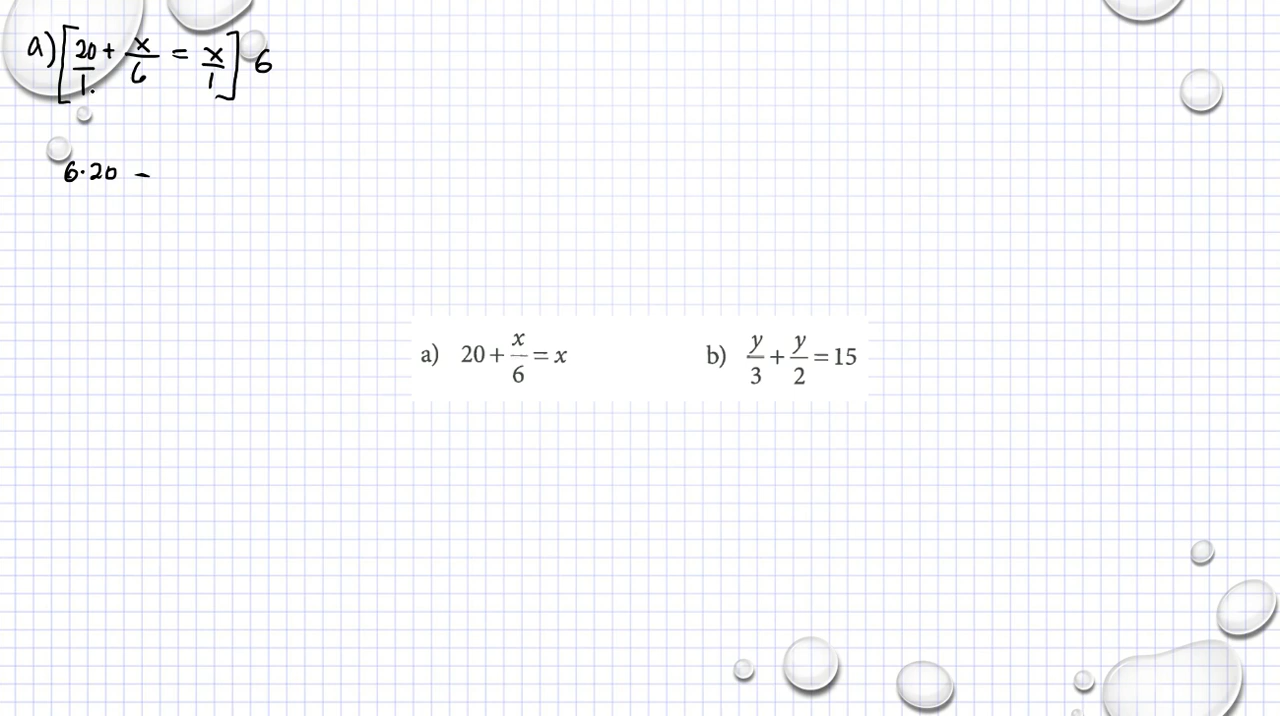 a) [20/1 + x/6 = x/1] 6
6·20 -
a) 20 + x/6 = x
b) y/3 + y/2 = 15